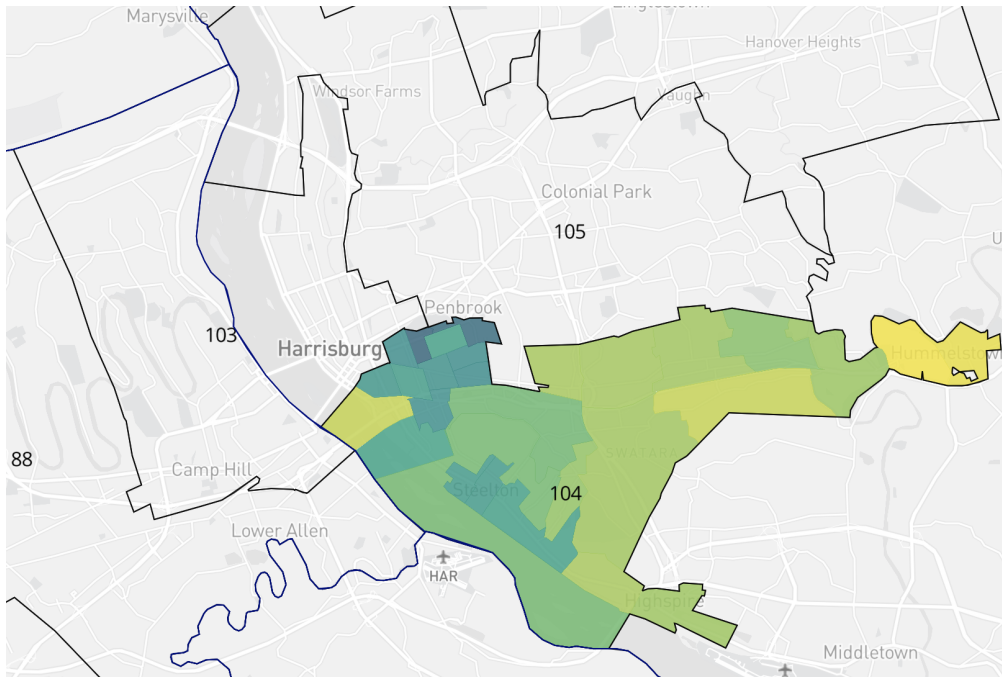 Marysville
Hanover Heights
Windsor Farms
Vaughn
Colonial Park
105
Penbrook
103
Harrisburg
Hummelstow
SWATARA
88
Camp Hill
Steelton
104
Lower Allen
HAR
Highspire
Middletown